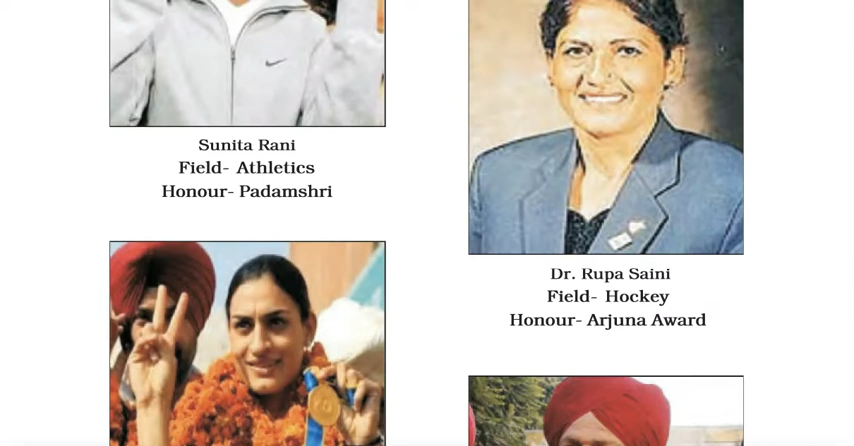 Sunita Rani
Field- Athletics
Honour- Padamshri
Dr. Rupa Saini
Field- Hockey
Honour- Arjuna Award